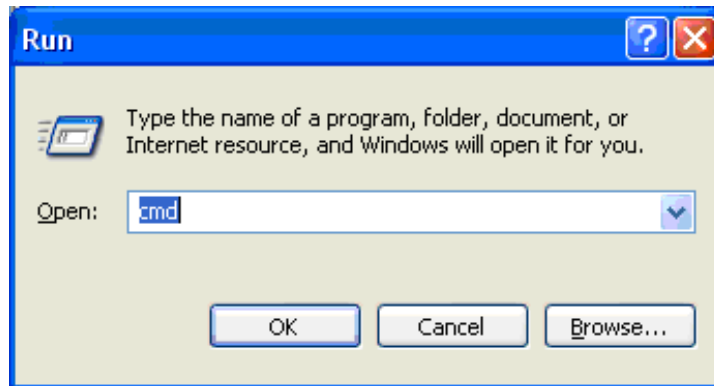 Run
Type the name of a program, folder, document, or
Internet resource, and Windows will open it for you.
Open: cmd
OK Cancel Browse...